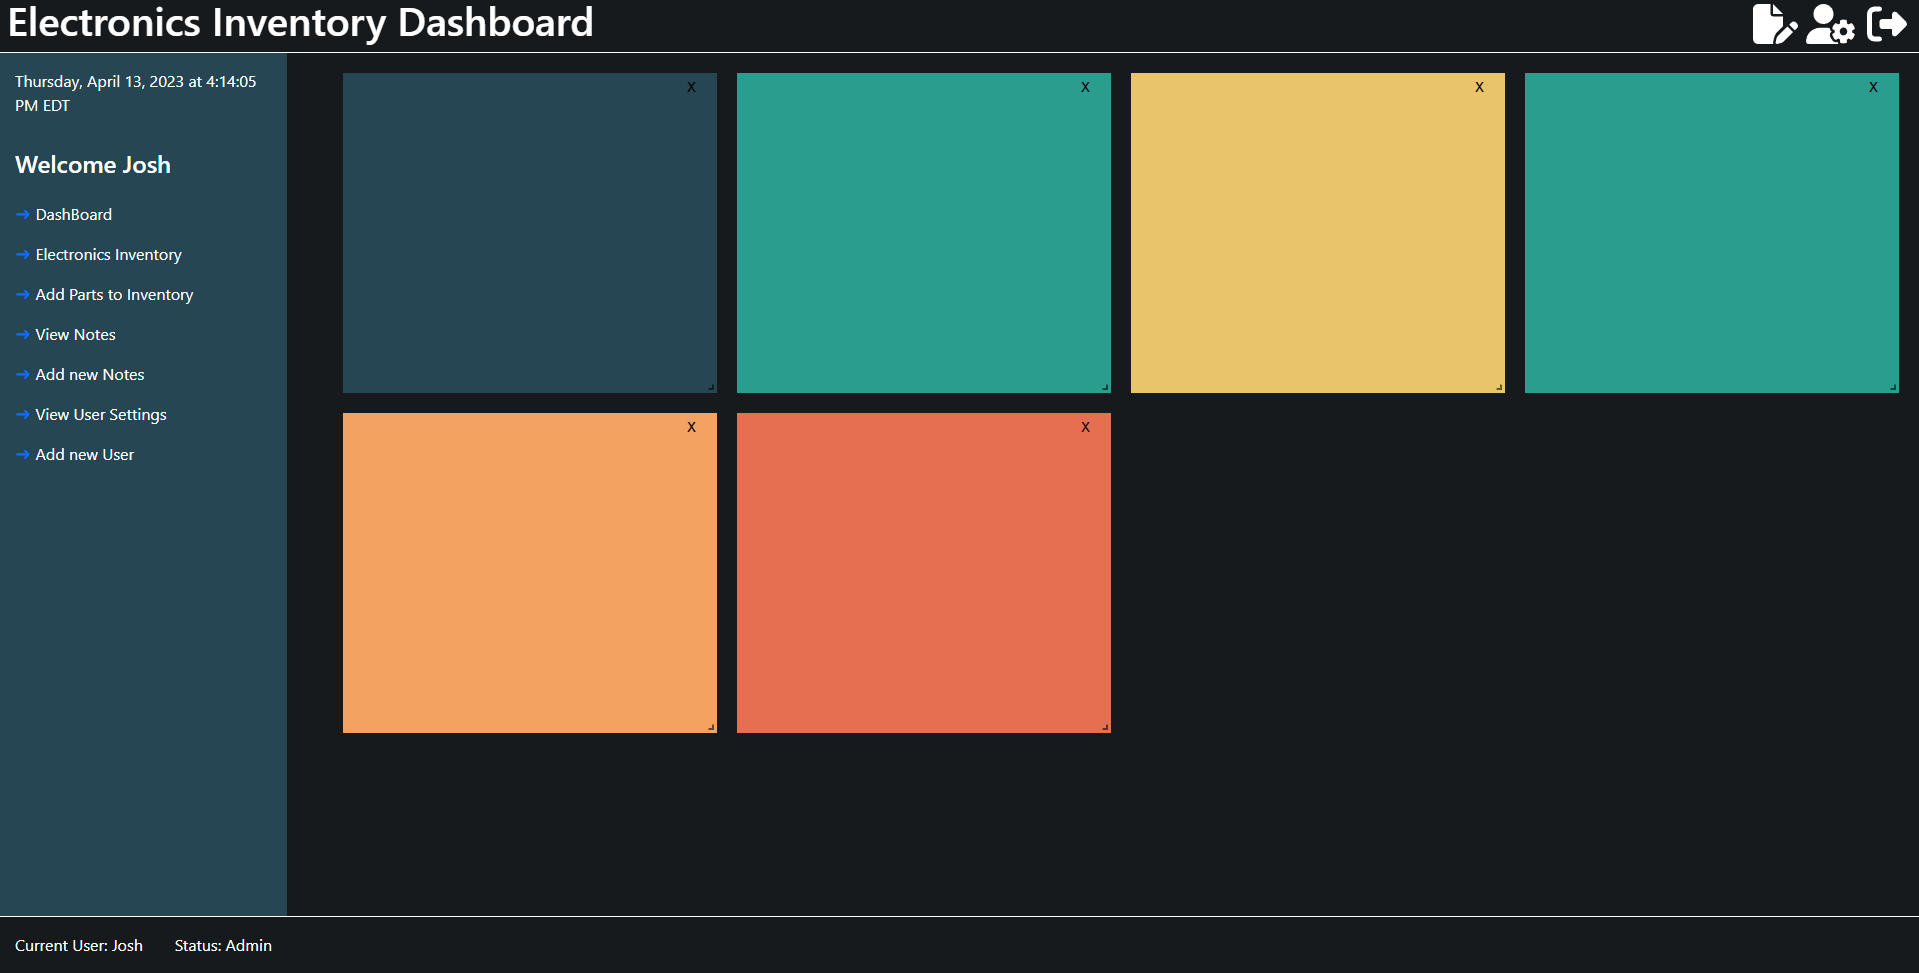 Electronics Inventory Dashboard
Thursday, April 13, 2023 at 4:14:05
PM EDT
Welcome Josh
→ DashBoard
→ Electronics Inventory
→ Add Parts to Inventory
→ View Notes
→ Add new Notes
→ View User Settings
→ Add new User
X X X X
X X
Current User: Josh Status: Admin